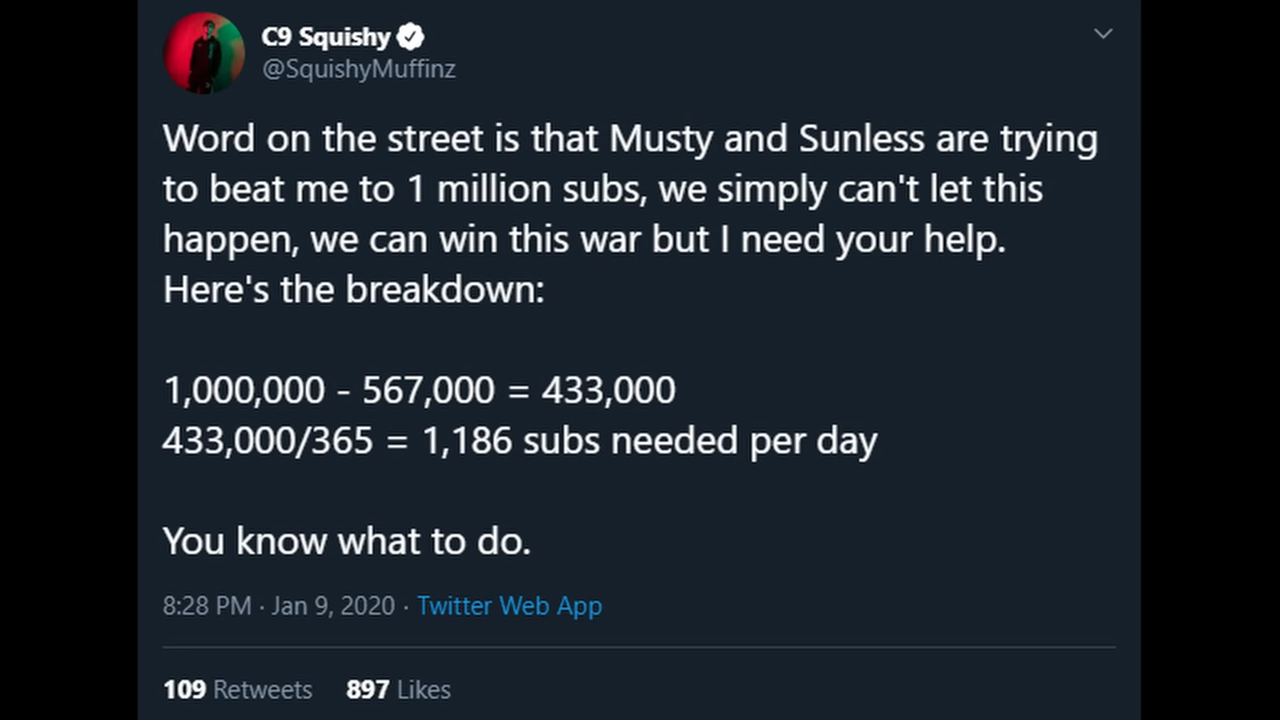 C9 Squishy
@SquishyMuffinz
Word on the street is that Musty and Sunless are trying
to beat me to 1 million subs, we simply can't let this
happen, we can win this war but I need your help.
Here's the breakdown:
1,000,000 - 567,000 = 433,000
433,000/365 = 1,186 subs needed per day
You know what to do.
8:28 PM · Jan 9, 2020 · Twitter Web App
109 Retweets 897 Likes